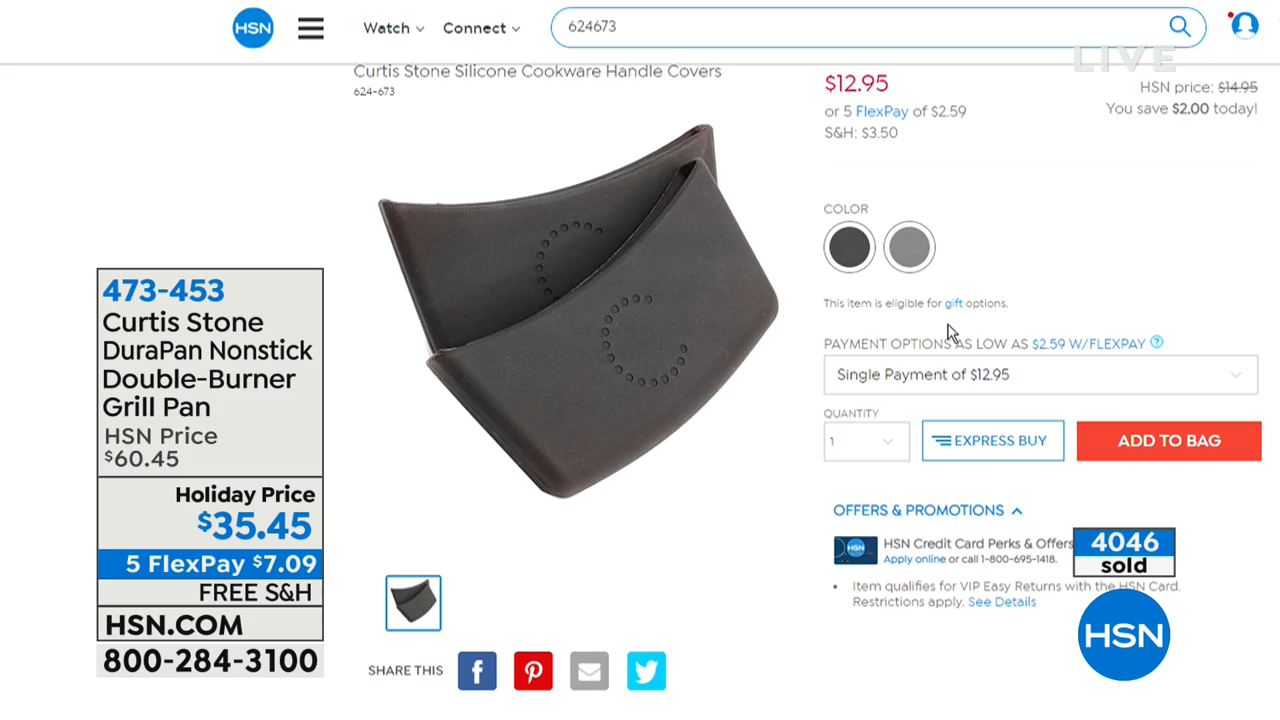 HSN
Watch
Connect
624673
LIVE
Curtis Stone Silicone Cookware Handle Covers
624-673
$12.95
HSN price: $14.95
or 5 FlexPay of $2.59
You save $2.00 today!
S&H: $3.50
COLOR
This item is eligible for gift options.
PAYMENT OPTIONS AS LOW AS $2.59 W/FLEXPAY ?
Single Payment of $12.95
QUANTITY
1
EXPRESS BUY
ADD TO BAG
OFFERS & PROMOTIONS
HSN
HSN Credit Card Perks & Offers
Apply online or call 1-800-695-1418.
Item qualifies for VIP Easy Returns with the HSN Card.
Restrictions apply. See Details
SHARE THIS
473-453
Curtis Stone
DuraPan Nonstick
Double-Burner
Grill Pan
HSN Price
$60.45
Holiday Price
$35.45
5 FlexPay $7.09
FREE S&H
HSN.COM
800-284-3100
4046
sold
HSN